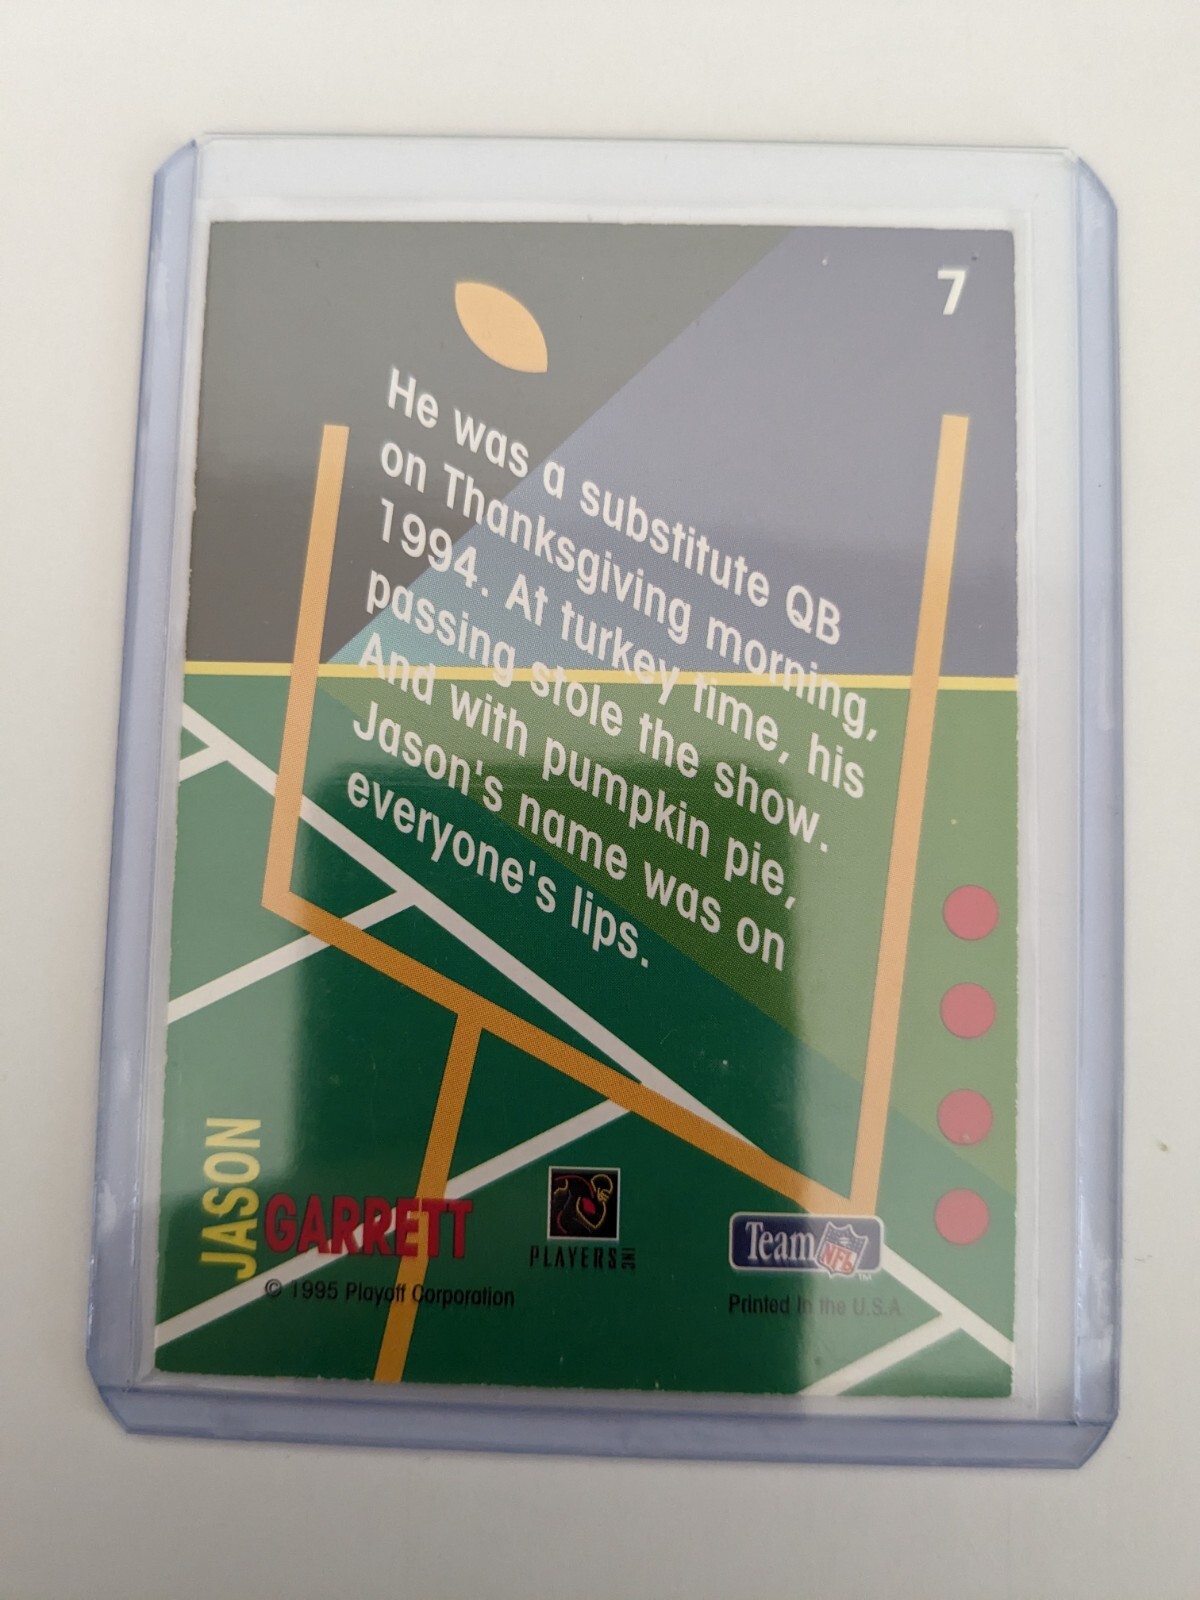 7
He was a substitute QB
on Thanksgiving morning,
1994. At turkey time, his
passing stole the show.
And with pumpkin pie,
Jason's name was on
everyone's lips.
JASON
GARRETT
© 1995 Playoff Corporation
PLAYERS INC
Team NFL™
Printed in the U.S.A.